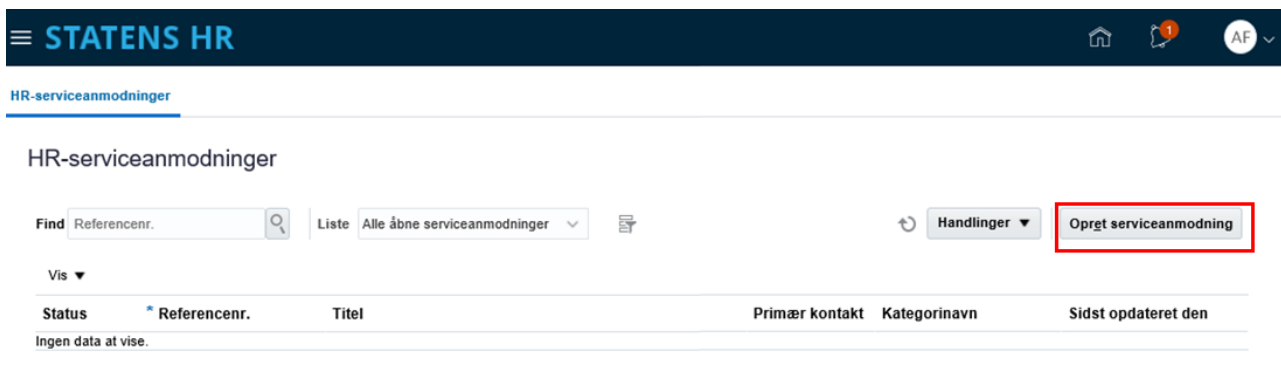 STATENS HR
1
AF
HR-serviceanmodninger
HR-serviceanmodninger
Find Referencenr. Liste Alle åbne serviceanmodninger Handlinger ▼ Opret serviceanmodning
Vis ▼
Status * Referencenr. Titel Primær kontakt Kategorinavn Sidst opdateret den
Ingen data at vise.